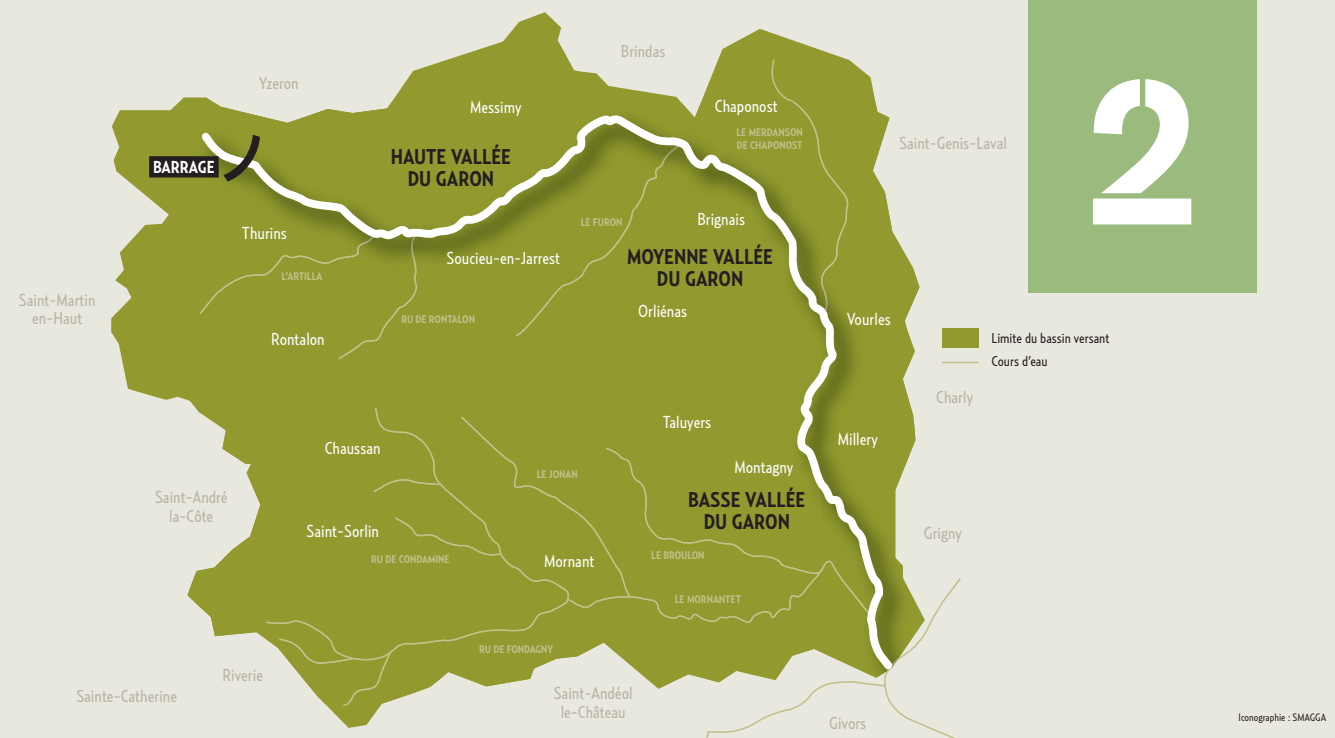 2
Brindas
Yzeron
Messimy
Chaponost
LE MERDANSON
DE CHAPONOST
Saint-Genis-Laval
BARRAGE
HAUTE VALLÉE
DU GARON
Thurins
LE FURON
Brignais
Soucieu-en-Jarrest
MOYENNE VALLÉE
DU GARON
L'ARTILLA
Saint-Martin
en-Haut
Orliénas
RU DE RONTALON
Vourles
Rontalon
Limite du bassin versant
Cours d'eau
Charly
Taluyers
Chaussan
Millery
Montagny
LE JONAN
Saint-André
la-Côte
BASSE VALLÉE
DU GARON
Saint-Sorlin
Grigny
RU DE CONDAMINE
Mornant
LE BROULON
LE MORNANTET
RU DE FONDAGNY
Riverie
Sainte-Catherine
Saint-Andéol
le-Château
Givors
Iconographie : SMAGGA